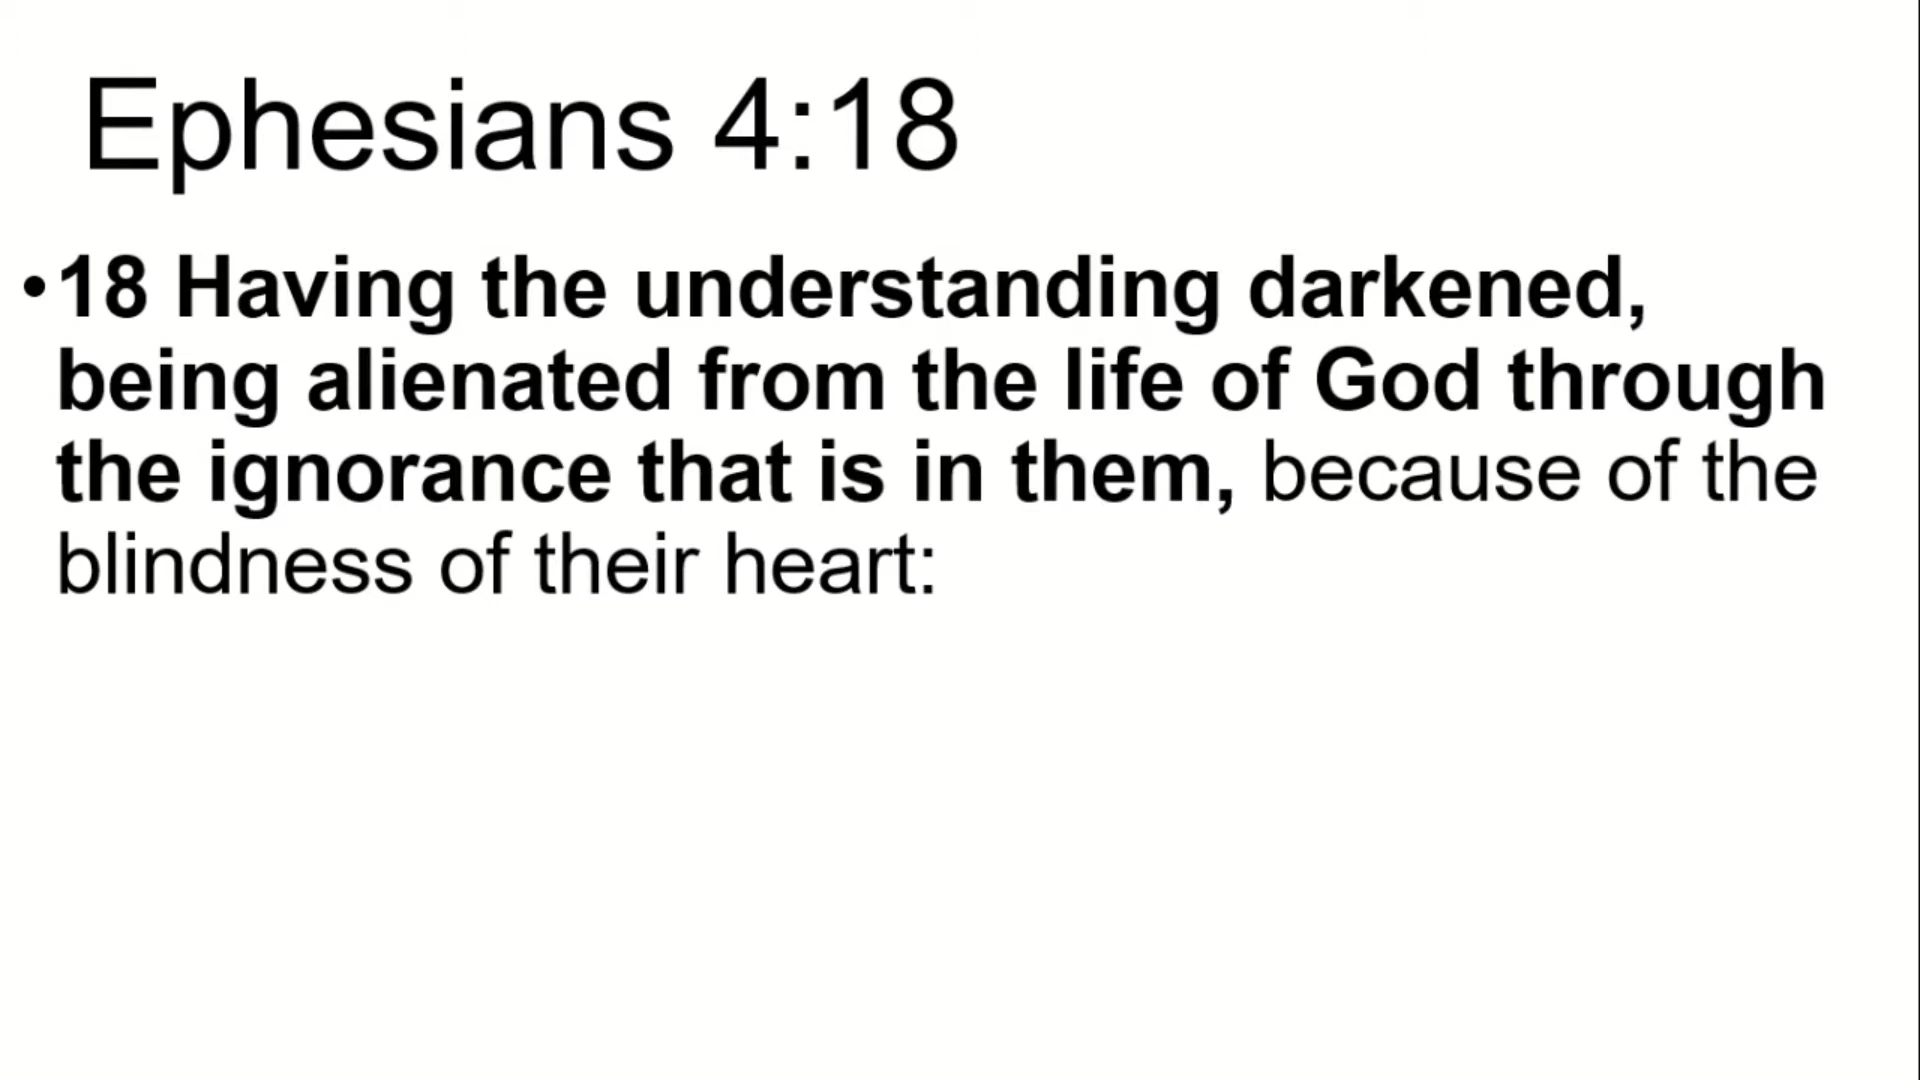 Ephesians 4:18
•18 Having the understanding darkened,
being alienated from the life of God through
the ignorance that is in them, because of the
blindness of their heart: